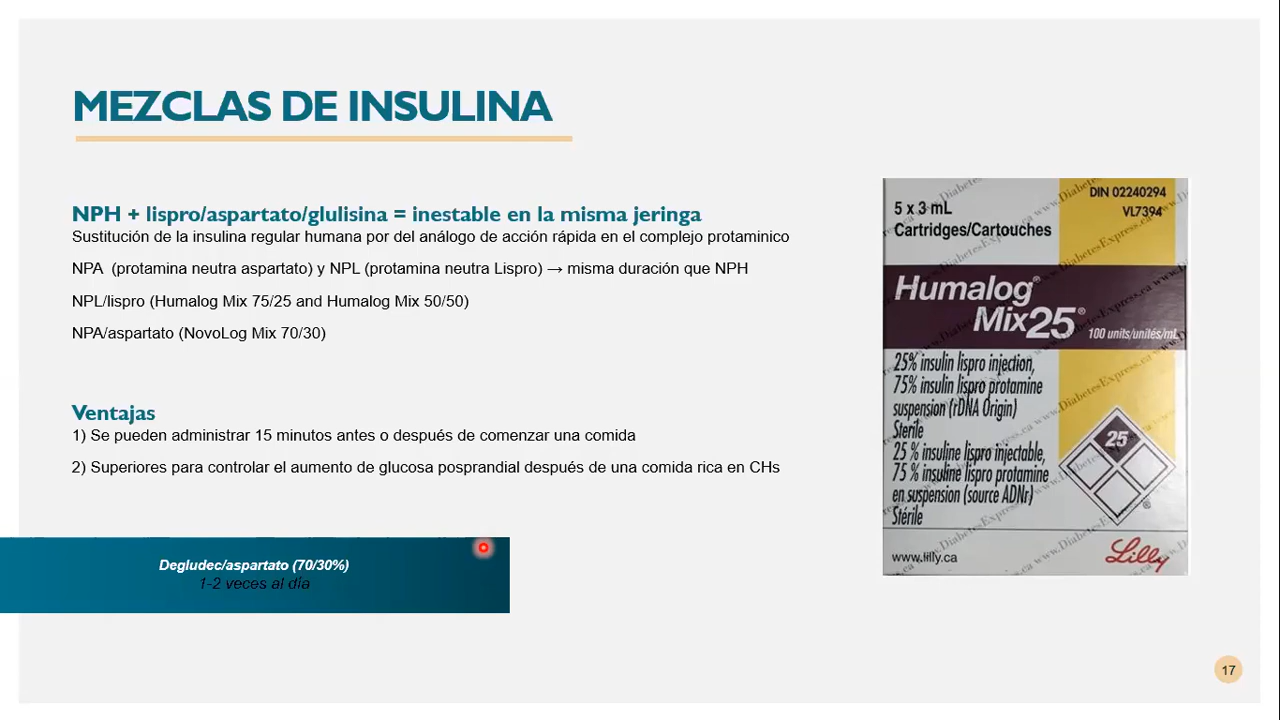 MEZCLAS DE INSULINA
NPH + lispro/aspartato/glulisina = inestable en la misma jeringa
Sustitución de la insulina regular humana por del análogo de acción rápida en el complejo protaminico
NPA (protamina neutra aspartato) y NPL (protamina neutra Lispro) → misma duración que NPH
NPL/lispro (Humalog Mix 75/25 and Humalog Mix 50/50)
NPA/aspartato (NovoLog Mix 70/30)
Ventajas
1) Se pueden administrar 15 minutos antes o después de comenzar una comida
2) Superiores para controlar el aumento de glucosa posprandial después de una comida rica en CHs
Degludec/aspartato (70/30%)
1-2 veces al día
DIN 02240294
VL7394
5 x 3 mL
Cartridges/Cartouches
Humalog®
Mix25®
100 units/unités/mL
25% insulin lispro injection,
75% insulin lispro protamine
suspension (rDNA Origin)
Sterile
25 % insuline lispro injectable,
75 % insuline lispro protamine
en suspension (source ADNr)
Stérile
25
®
www.lilly.ca
Lilly
www.DiabetesExpress.ca
17